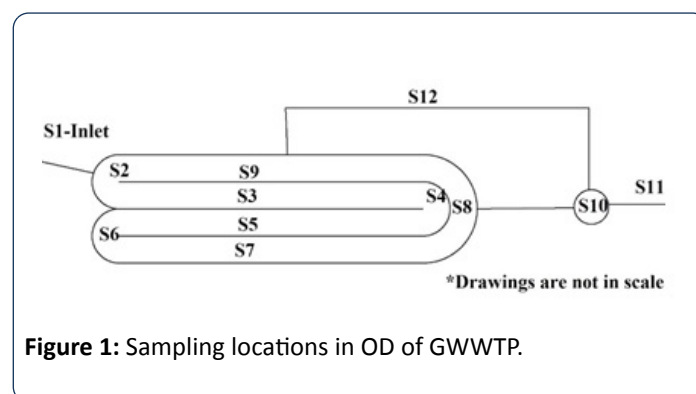 S12
S1-Inlet
S2 S9
S3 S4 S8 S10 S11
S6 S5
S7
*Drawings are not in scale
Figure 1: Sampling locations in OD of GWWTP.